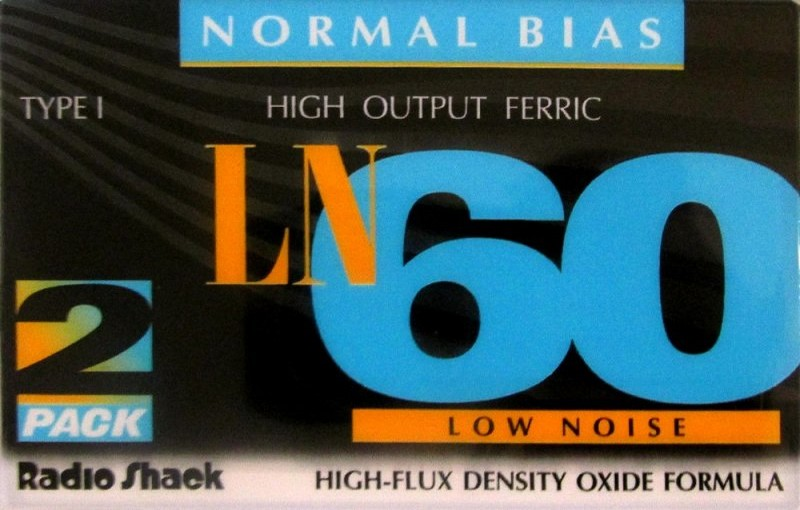 NORMAL BIAS
TYPE I
HIGH OUTPUT FERRIC
LN60
2
PACK
LOW NOISE
Radio Shack
HIGH-FLUX DENSITY OXIDE FORMULA